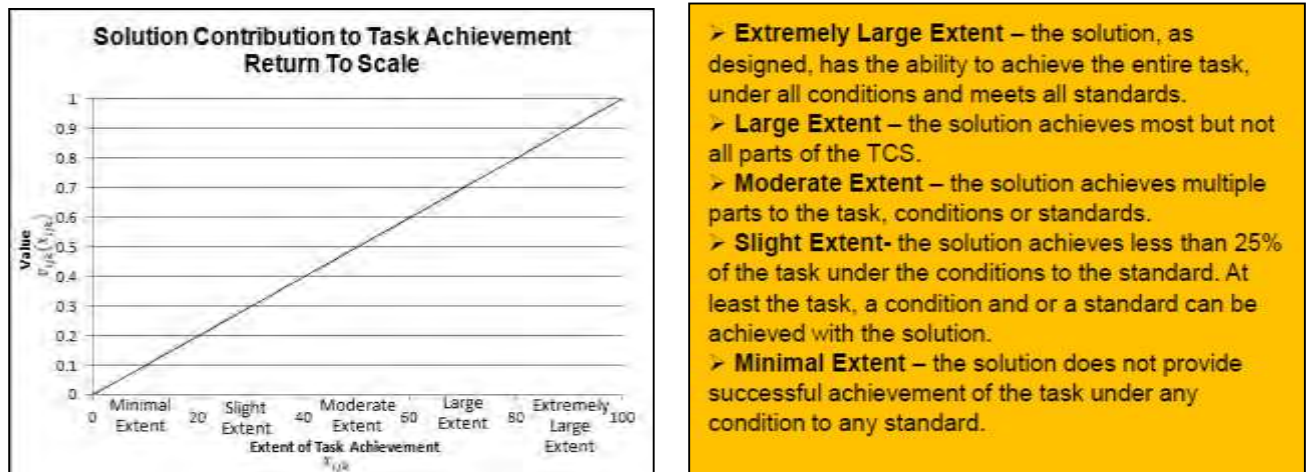 Solution Contribution to Task Achievement
Return To Scale
1
0.9
0.8
0.7
0.6
0.5
0.4
0.3
0.2
0.1
0
Value
v_{ijk}(x_{ijk})
0 Minimal Extent 20 Slight Extent 40 Moderate Extent 60 Large Extent 80 Extremely Large Extent 100
Extent of Task Achievement
x_{ijk}
➢ Extremely Large Extent – the solution, as
designed, has the ability to achieve the entire task,
under all conditions and meets all standards.
➢ Large Extent – the solution achieves most but not
all parts of the TCS.
➢ Moderate Extent – the solution achieves multiple
parts to the task, conditions or standards.
➢ Slight Extent- the solution achieves less than 25%
of the task under the conditions to the standard. At
least the task, a condition and or a standard can be
achieved with the solution.
➢ Minimal Extent – the solution does not provide
successful achievement of the task under any
condition to any standard.